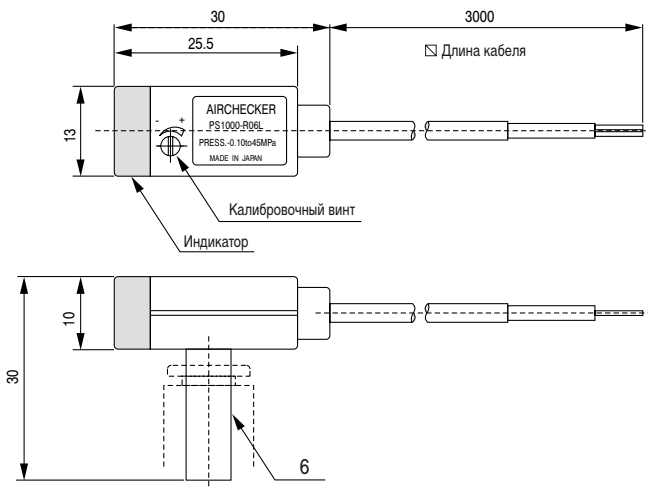 30
3000
25.5
Длина кабеля
13
- +
AIRCHECKER
PS1000-R06L
PRESS.-0.10to45MPa
MADE IN JAPAN
Калибровочный винт
Индикатор
10
30
6